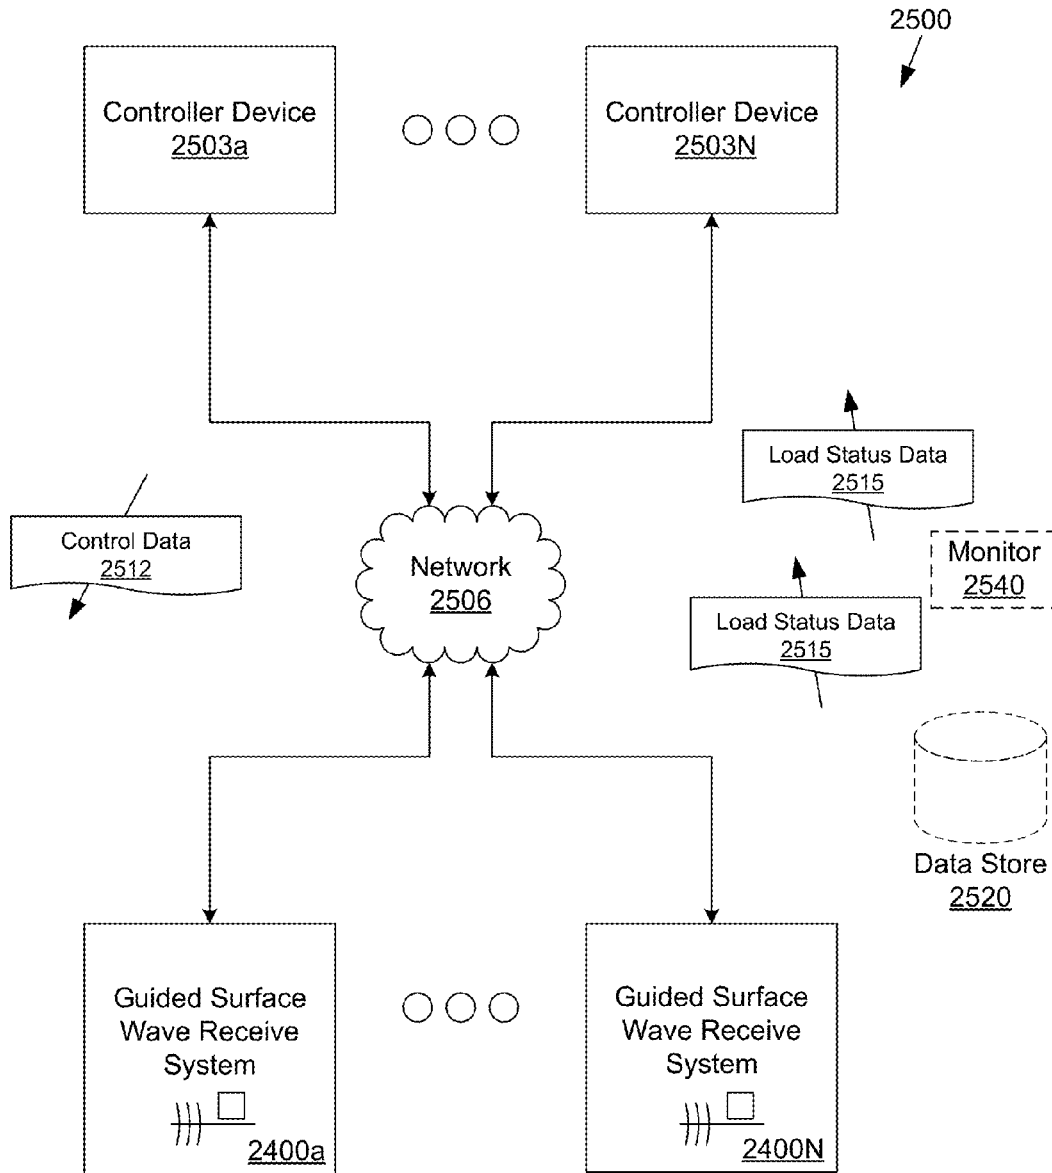 2500
Controller Device
2503a
Controller Device
2503N
Load Status Data
2515
Control Data
2512
Network
2506
Monitor
2540
Load Status Data
2515
Data Store
2520
Guided Surface
Wave Receive
System
2400a
Guided Surface
Wave Receive
System
2400N